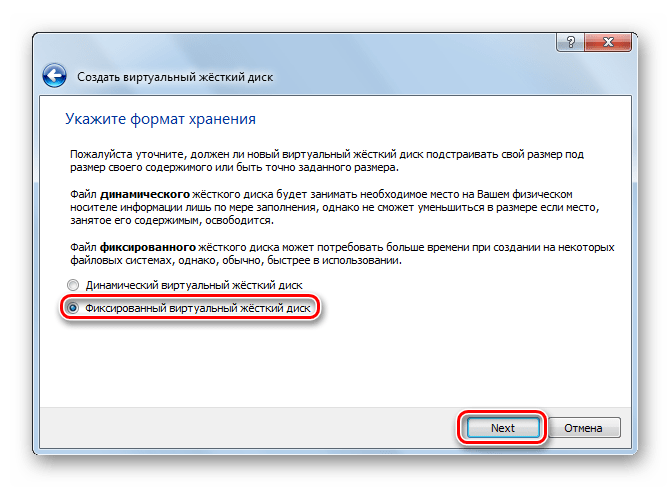 ?
Создать виртуальный жёсткий диск
Укажите формат хранения
Пожалуйста уточните, должен ли новый виртуальный жёсткий диск подстраивать свой размер под
размер своего содержимого или быть точно заданного размера.
Файл динамического жёсткого диска будет занимать необходимое место на Вашем физическом
носителе информации лишь по мере заполнения, однако не сможет уменьшиться в размере если место,
занятое его содержимым, освободится.
Файл фиксированного жёсткого диска может потребовать больше времени при создании на некоторых
файловых системах, однако, обычно, быстрее в использовании.
Динамический виртуальный жёсткий диск
Фиксированный виртуальный жёсткий диск
Next Отмена